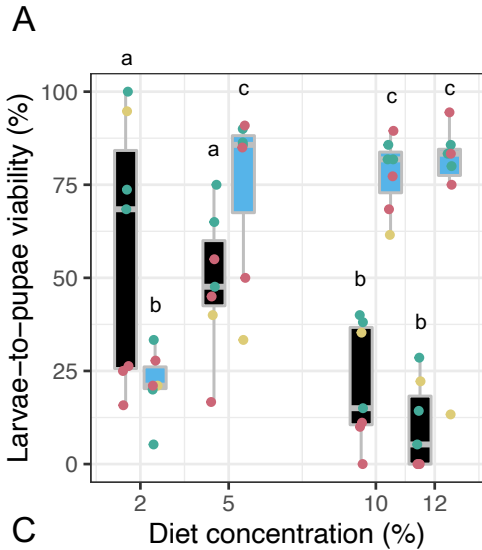 A
Larvae-to-pupae viability (%)
100
75
50
25
0
a
b
a
c
b
c
b
c
2
5
10
12
Diet concentration (%)
C